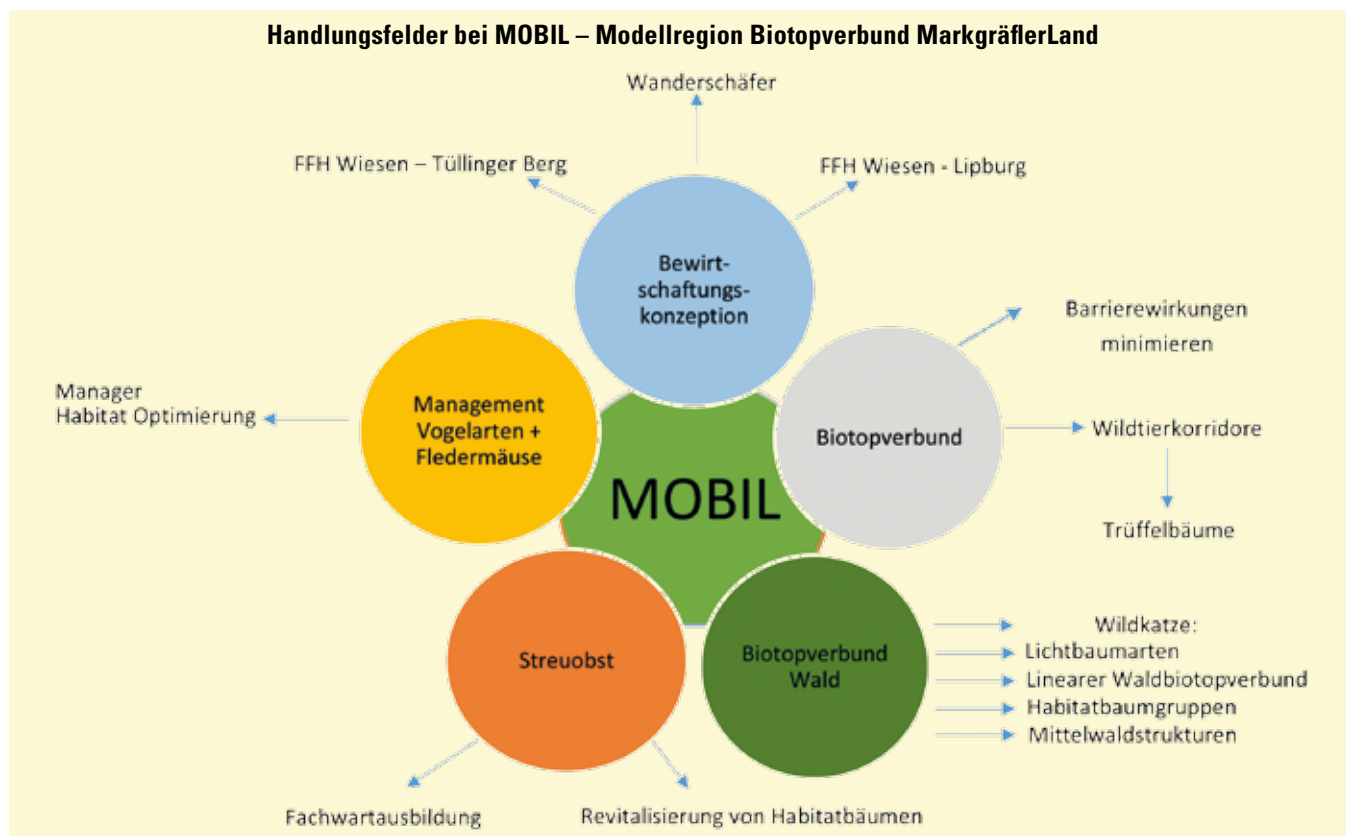 Handlungsfelder bei MOBIL – Modellregion Biotopverbund MarkgräflerLand
Wanderschäfer
FFH Wiesen – Tüllinger Berg
FFH Wiesen - Lipburg
Bewirt-
schaftungs-
konzeption
Barrierewirkungen
minimieren
Manager
Habitat Optimierung
Management
Vogelarten +
Fledermäuse
Biotopverbund
Wildtierkorridore
MOBIL
Trüffelbäume
Streuobst
Biotopverbund
Wald
Wildkatze:
Lichtbaumarten
Linearer Waldbiotopverbund
Habitatbaumgruppen
Mittelwaldstrukturen
Fachwartausbildung
Revitalisierung von Habitatbäumen